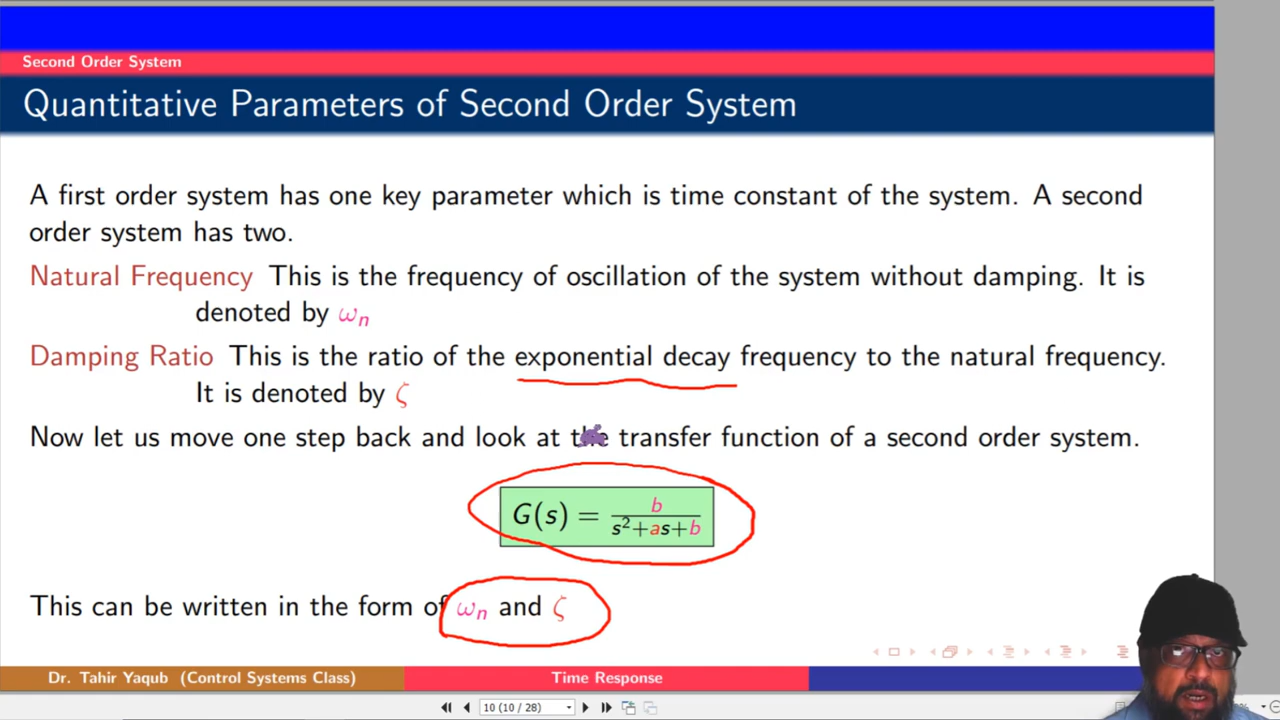 Second Order System
Quantitative Parameters of Second Order System
A first order system has one key parameter which is time constant of the system. A second
order system has two.
Natural Frequency This is the frequency of oscillation of the system without damping. It is
denoted by ωn
Damping Ratio This is the ratio of the exponential decay frequency to the natural frequency.
It is denoted by ζ
Now let us move one step back and look at the transfer function of a second order system.
G(s) = b / s²+as+b
This can be written in the form of ωn and ζ
Dr. Tahir Yaqub (Control Systems Class) Time Response
10 (10 / 28)